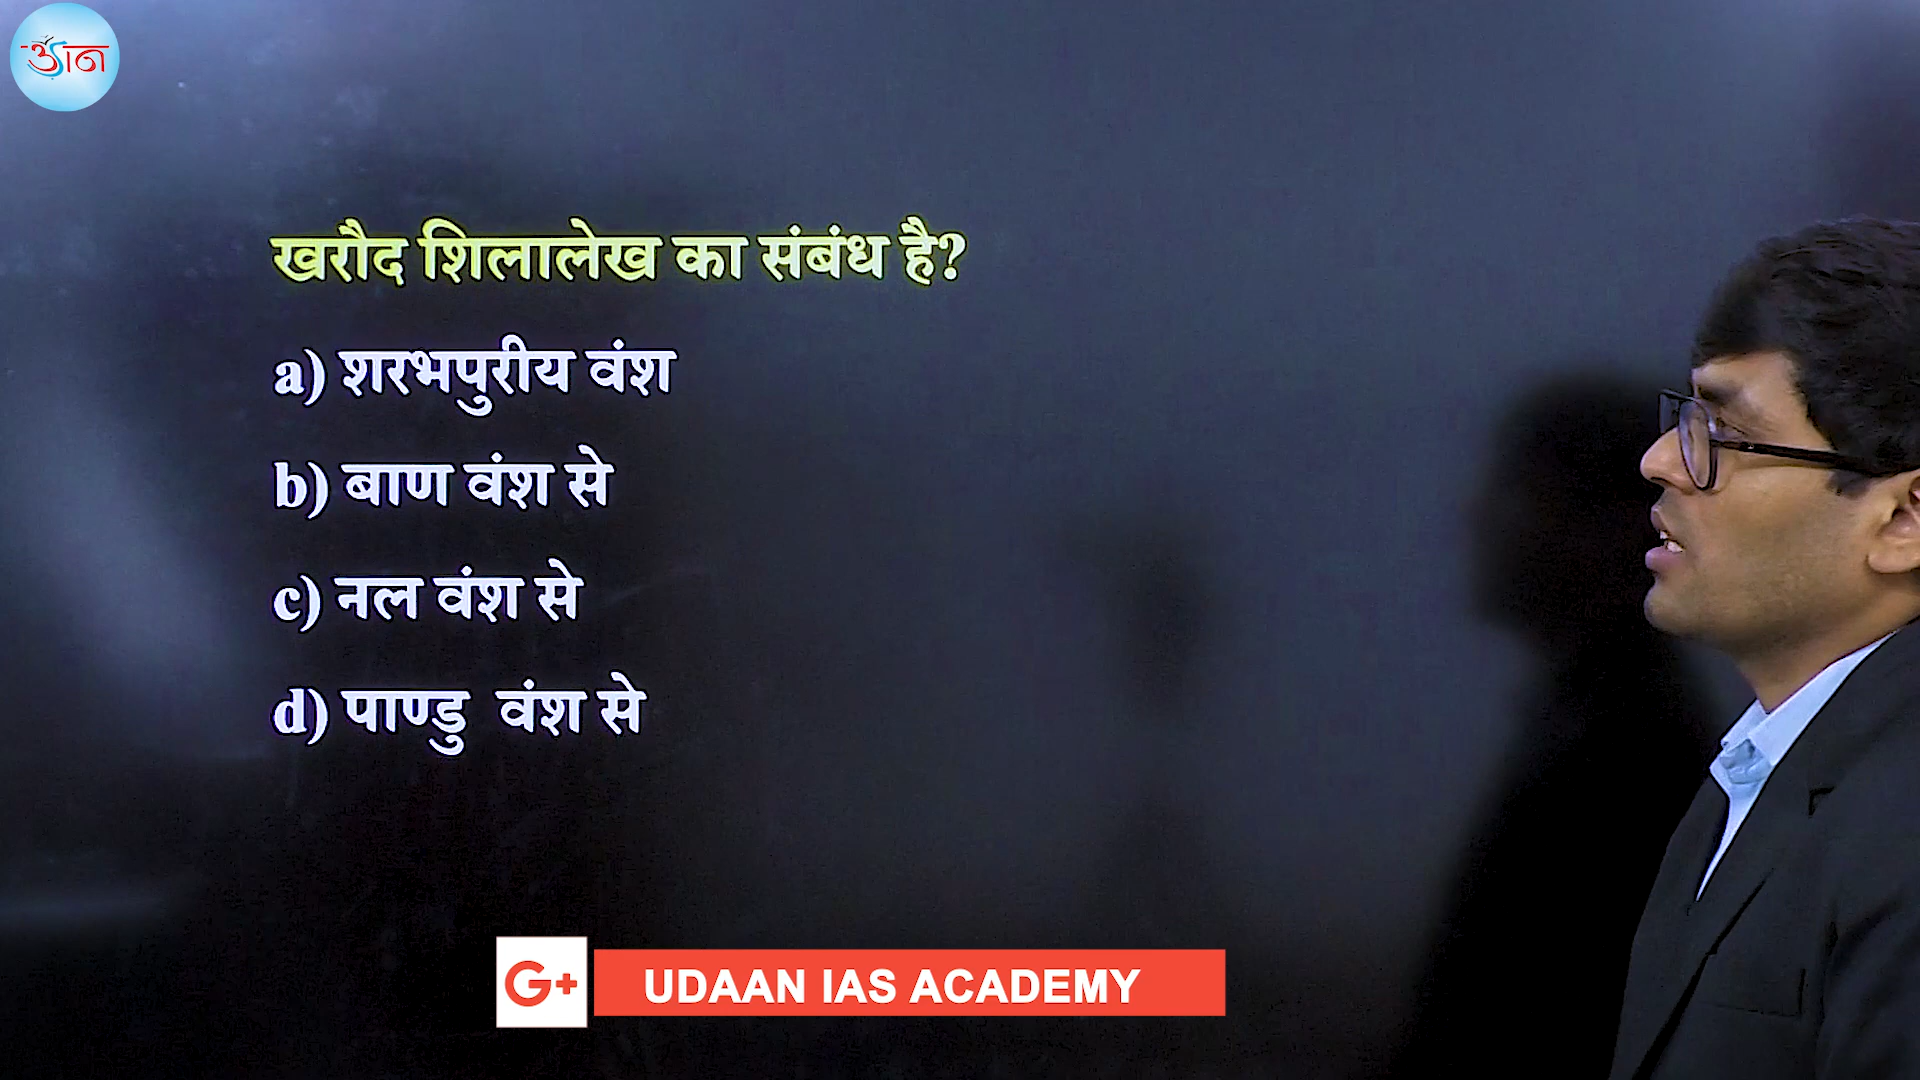 उड़ान
खरौद शिलालेख का संबंध है?
a) शरभपुरीय वंश
b) बाण वंश से
c) नल वंश से
d) पाण्डु वंश से
G+ UDAAN IAS ACADEMY